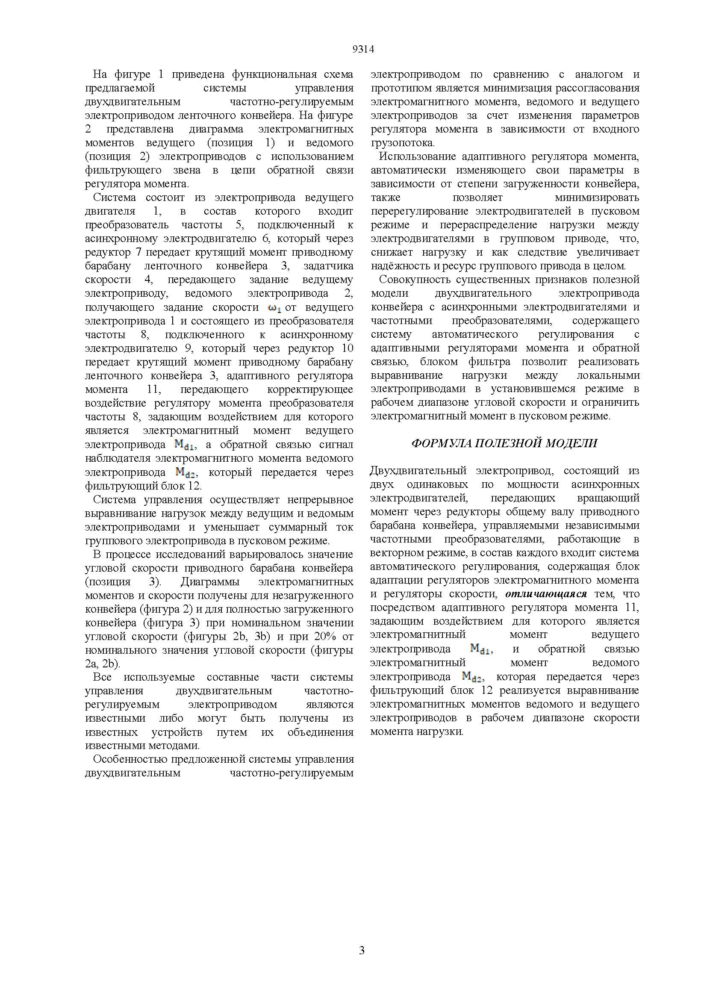 9314
На фигуре 1 приведена функциональная схема
предлагаемой системы управления
двухдвигательным частотно-регулируемым
электроприводом ленточного конвейера. На фигуре
2 представлена диаграмма электромагнитных
моментов ведущего (позиция 1) и ведомого
(позиция 2) электроприводов с использованием
фильтрующего звена в цепи обратной связи
регулятора момента.
Система состоит из электропривода ведущего
двигателя 1, в состав которого входит
преобразователь частоты 5, подключенный к
асинхронному электродвигателю 6, который через
редуктор 7 передает крутящий момент приводному
барабану ленточного конвейера 3, задатчика
скорости 4, передающего задание ведущему
электроприводу, ведомого электропривода 2,
получающего задание скорости ω₁ от ведущего
электропривода 1 и состоящего из преобразователя
частоты 8, подключенного к асинхронному
электродвигателю 9, который через редуктор 10
передает крутящий момент приводному барабану
ленточного конвейера 3, адаптивного регулятора
момента 11, передающего корректирующее
воздействие регулятору момента преобразователя
частоты 8, задающим воздействием для которого
является электромагнитный момент ведущего
электропривода M_d1, а обратной связью сигнал
наблюдателя электромагнитного момента ведомого
электропривода M_d2, который передается через
фильтрующий блок 12.
Система управления осуществляет непрерывное
выравнивание нагрузок между ведущим и ведомым
электроприводами и уменьшает суммарный ток
группового электропривода в пусковом режиме.
В процессе исследований варьировалось значение
угловой скорости приводного барабана конвейера
(позиция 3). Диаграммы электромагнитных
моментов и скорости получены для незагруженного
конвейера (фигура 2) и для полностью загруженного
конвейера (фигура 3) при номинальном значении
угловой скорости (фигуры 2b, 3b) и при 20% от
номинального значения угловой скорости (фигуры
2a, 2b).
Все используемые составные части системы
управления двухдвигательным частотно-
регулируемым электроприводом являются
известными либо могут быть получены из
известных устройств путем их объединения
известными методами.
Особенностью предложенной системы управления
двухдвигательным частотно-регулируемым
электроприводом по сравнению с аналогом и
прототипом является минимизация рассогласования
электромагнитного момента, ведомого и ведущего
электроприводов за счет изменения параметров
регулятора момента в зависимости от входного
грузопотока.
Использование адаптивного регулятора момента,
автоматически изменяющего свои параметры в
зависимости от степени загруженности конвейера,
также позволяет минимизировать
перерегулирование электродвигателей в пусковом
режиме и перераспределение нагрузки между
электродвигателями в групповом приводе, что,
снижает нагрузку и как следствие увеличивает
надёжность и ресурс группового привода в целом.
Совокупность существенных признаков полезной
модели двухдвигательного электропривода
конвейера с асинхронными электродвигателями и
частотными преобразователями, содержащего
систему автоматического регулирования с
адаптивными регуляторами момента и обратной
связью, блоком фильтра позволит реализовать
выравнивание нагрузки между локальными
электроприводами в установившемся режиме в
рабочем диапазоне угловой скорости и ограничить
электромагнитный момент в пусковом режиме.
ФОРМУЛА ПОЛЕЗНОЙ МОДЕЛИ
Двухдвигательный электропривод, состоящий из
двух одинаковых по мощности асинхронных
электродвигателей, передающих вращающий
момент через редукторы общему валу приводного
барабана конвейера, управляемыми независимыми
частотными преобразователями, работающие в
векторном режиме, в состав каждого входит система
автоматического регулирования, содержащая блок
адаптации регуляторов электромагнитного момента
и регуляторы скорости, отличающаяся тем, что
посредством адаптивного регулятора момента 11,
задающим воздействием для которого является
электромагнитный момент ведущего
электропривода M_d1, и обратной связью
электромагнитный момент ведомого
электропривода M_d2, которая передается через
фильтрующий блок 12 реализуется выравнивание
электромагнитных моментов ведомого и ведущего
электроприводов в рабочем диапазоне скорости
момента нагрузки.
3